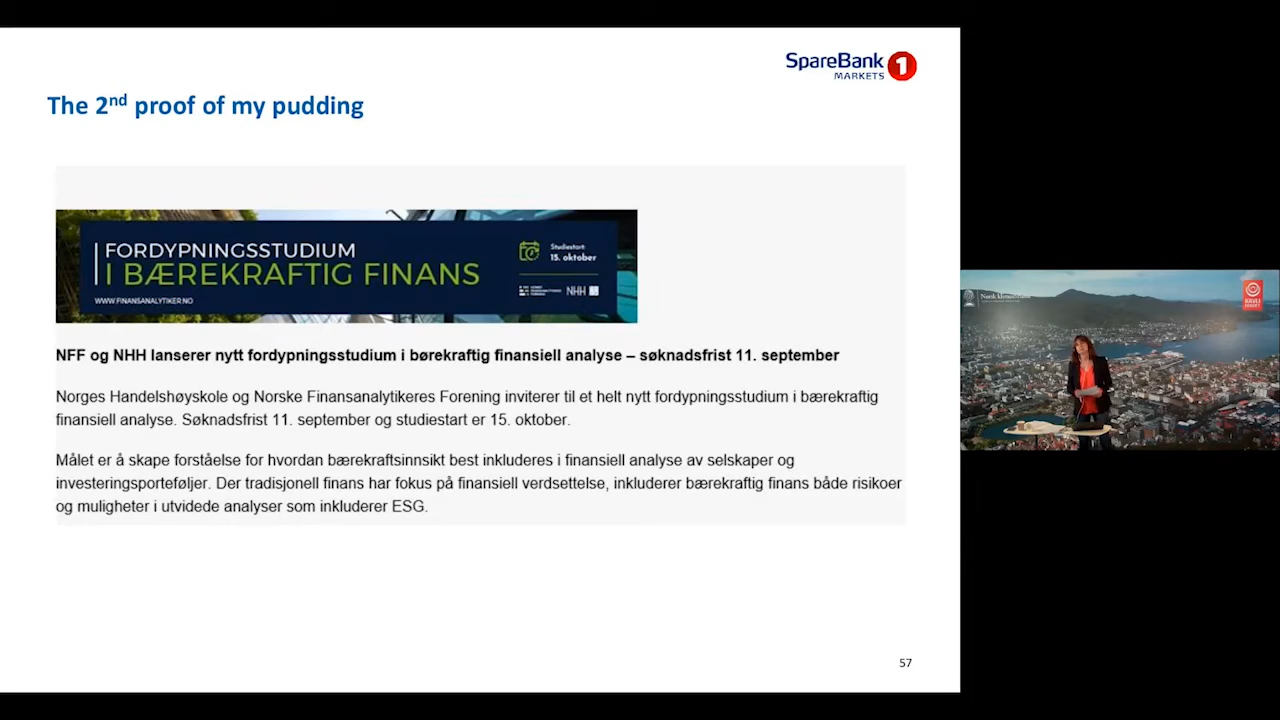 SpareBank 1
MARKETS
The 2nd proof of my pudding
FORDYPNINGSSTUDIUM
I BÆREKRAFTIG FINANS
WWW.FINANSANALYTIKER.NO
Studiestart:
15. oktober
NHH
NFF og NHH lanserer nytt fordypningsstudium i børekraftig finansiell analyse – søknadsfrist 11. september
Norges Handelshøyskole og Norske Finansanalytikeres Forening inviterer til et helt nytt fordypningsstudium i bærekraftig
finansiell analyse. Søknadsfrist 11. september og studiestart er 15. oktober.
Målet er å skape forståelse for hvordan bærekraftsinnsikt best inkluderes i finansiell analyse av selskaper og
investeringsporteføljer. Der tradisjonell finans har fokus på finansiell verdsettelse, inkluderer bærekraftig finans både risikoer
og muligheter i utvidede analyser som inkluderer ESG.
57